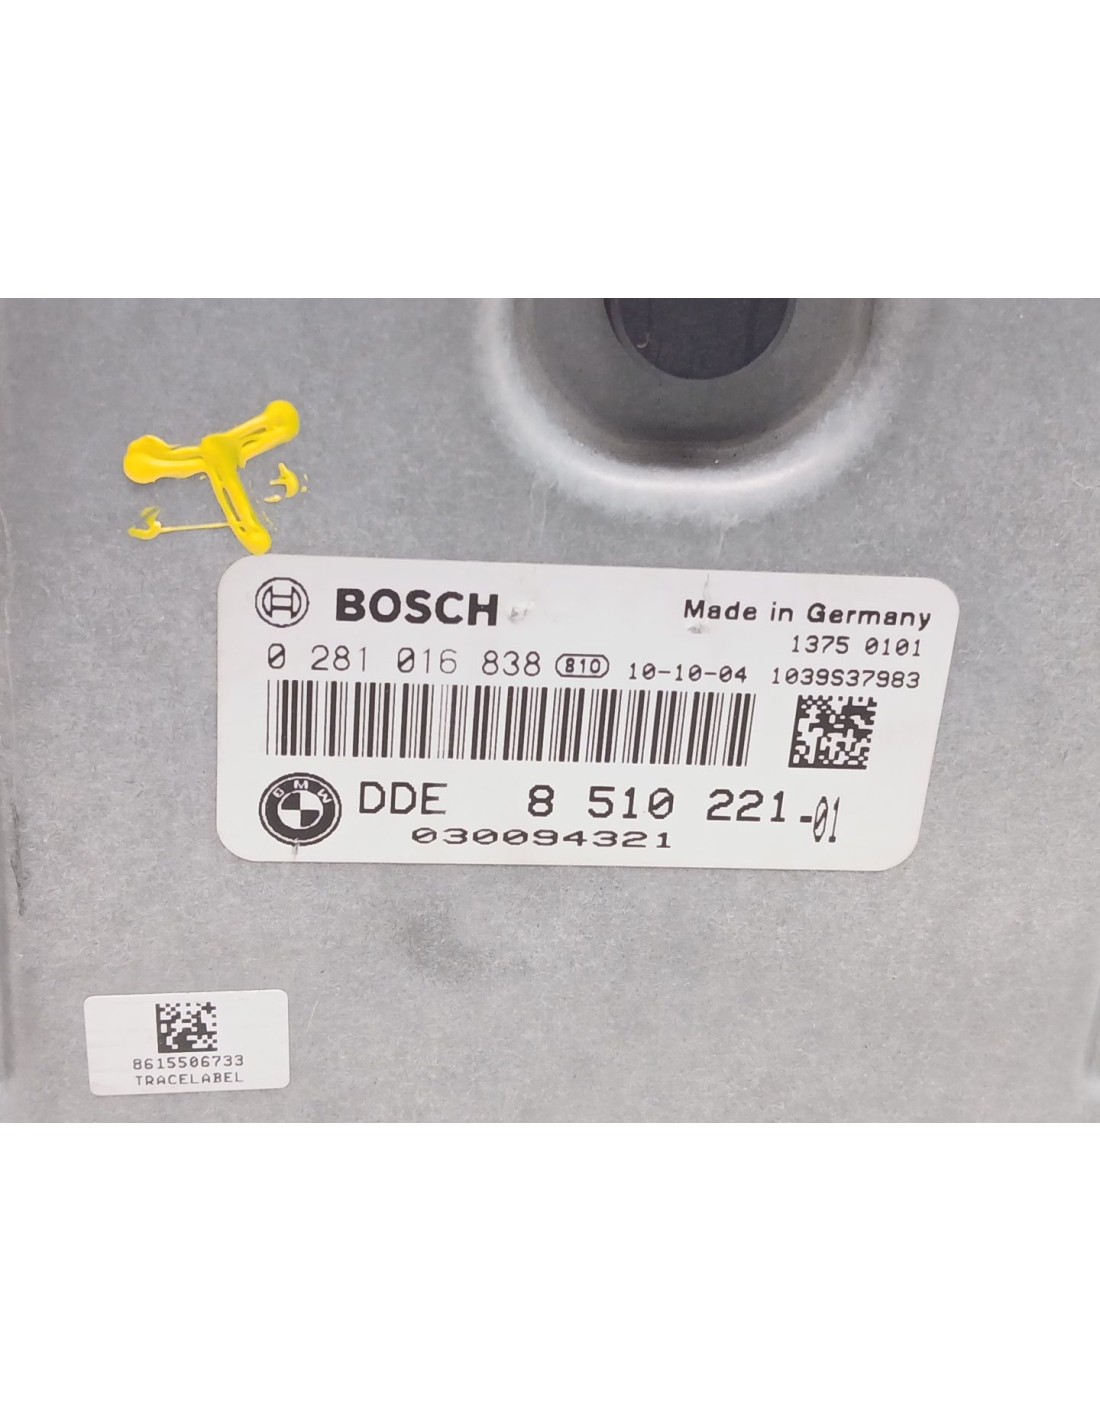 BOSCH
Made in Germany
1375 0101
0 281 016 838 810 10-10-04 1039S37983
BMW
DDE 8 510 221-01
030094321
8615506733
TRACELABEL